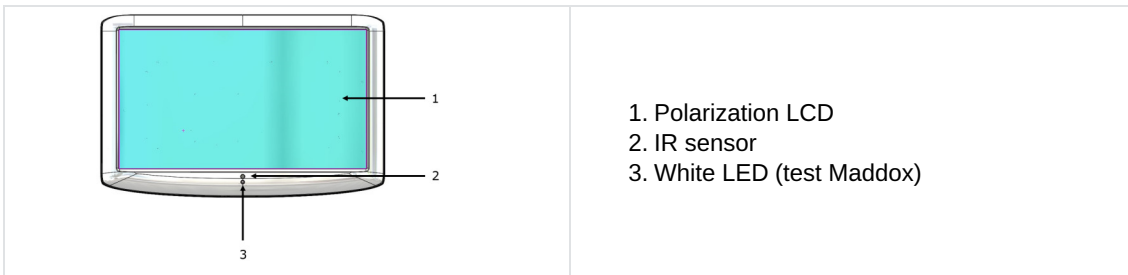 1
2
3
1. Polarization LCD
2. IR sensor
3. White LED (test Maddox)